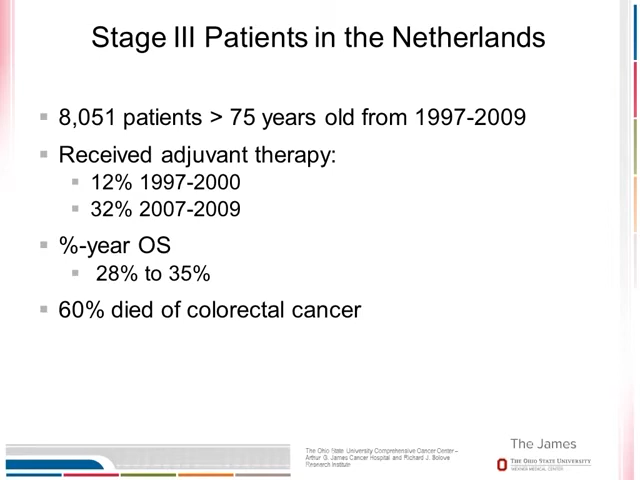 Stage III Patients in the Netherlands
8,051 patients > 75 years old from 1997-2009
Received adjuvant therapy:
12% 1997-2000
32% 2007-2009
%-year OS
28% to 35%
60% died of colorectal cancer
The Ohio State University Comprehensive Cancer Center –
Arthur G. James Cancer Hospital and Richard J. Solove
Research Institute
The James
THE OHIO STATE UNIVERSITY
WEXNER MEDICAL CENTER